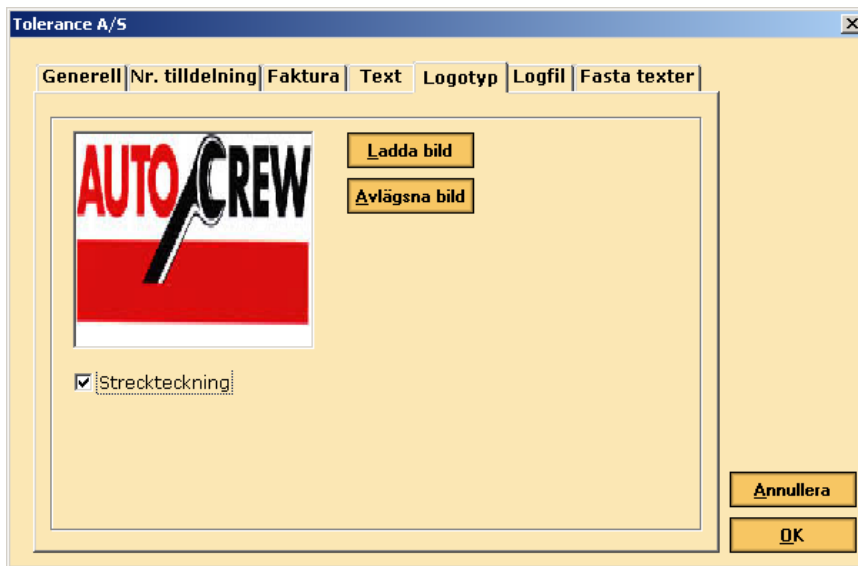 Tolerance A/S
Generell Nr. tilldelning Faktura Text Logotyp Logfil Fasta texter
AUTO CREW
Ladda bild
Avlägsna bild
Streckteckning
Annullera
OK